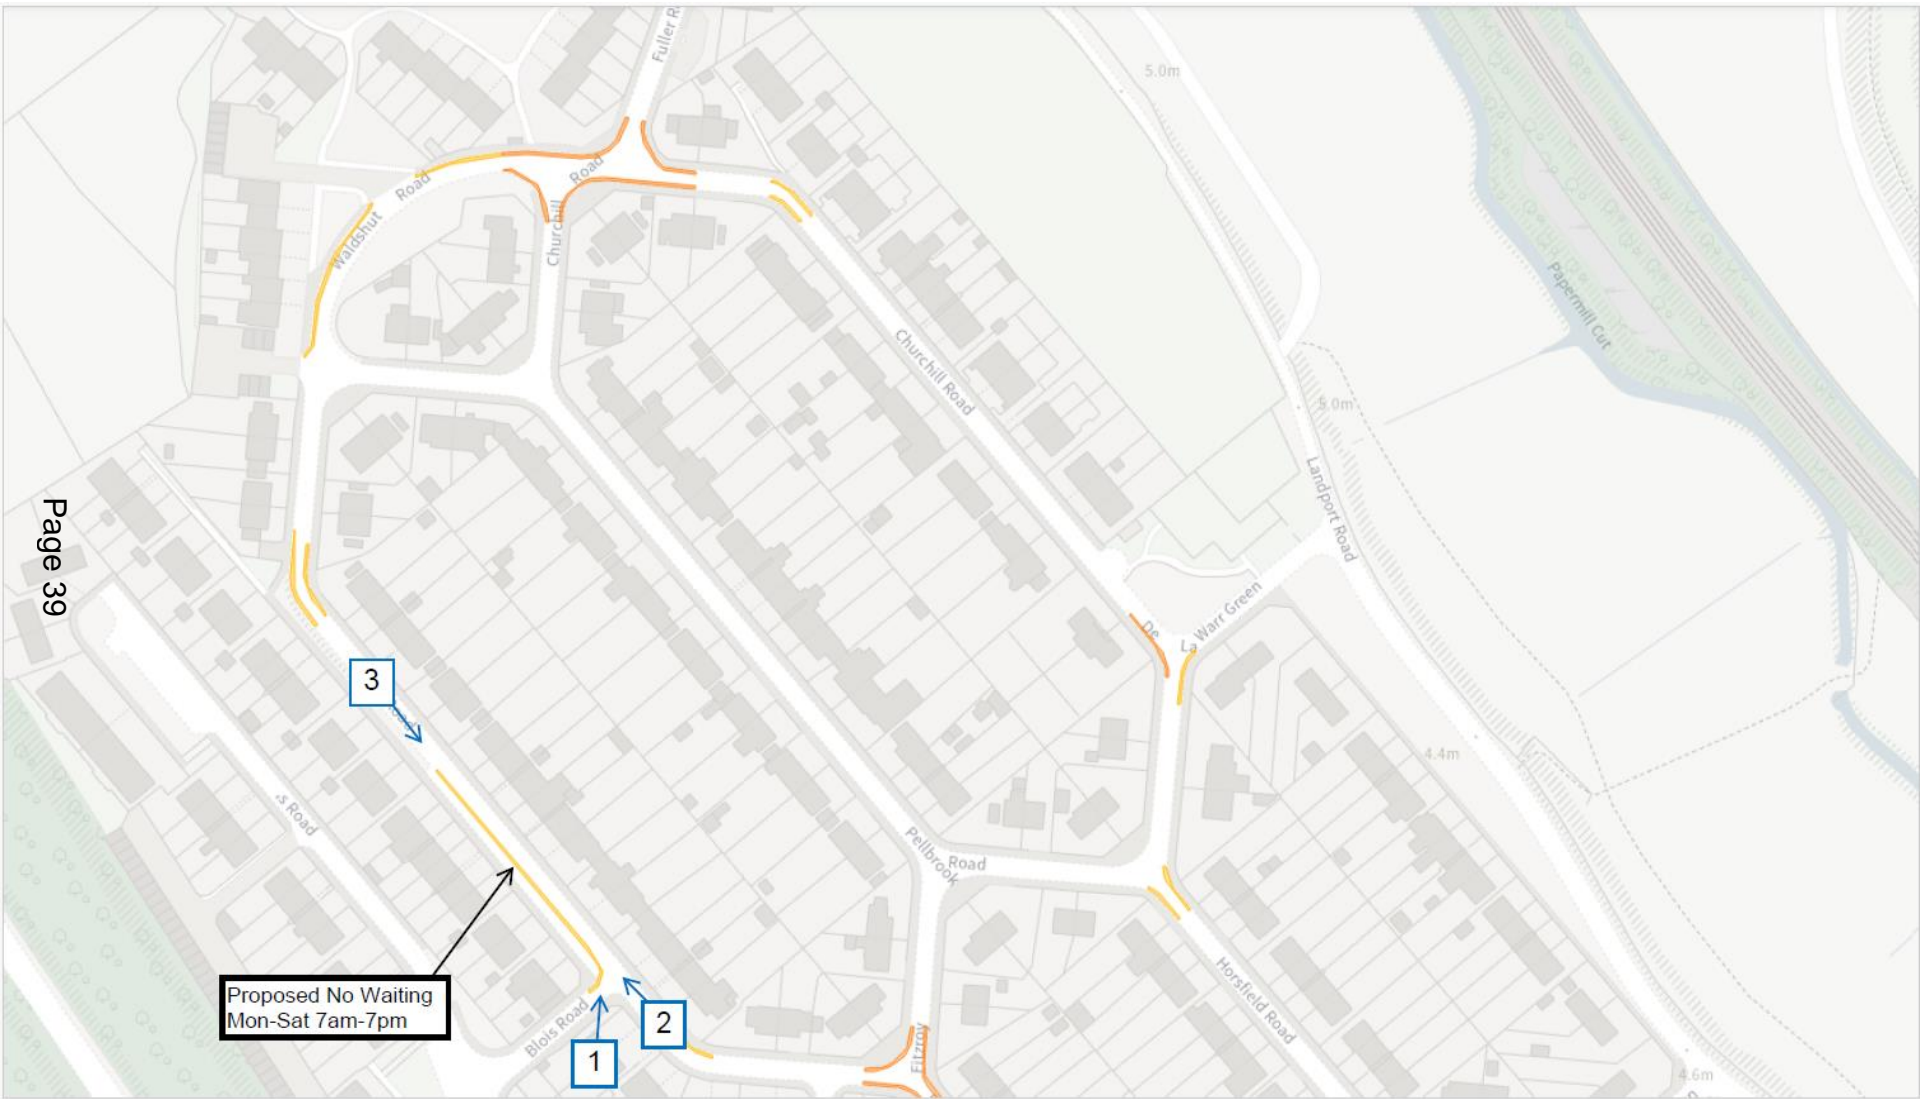 Fuller R
5.0m
Road
Road
Waldshut
Churchill
Papermill Cut
Churchill Road
5.0m
Landport Road
Page 39
De
La Warr Green
3
oad
4.4m
s Road
Pellbrook
Road
Proposed No Waiting
Mon-Sat 7am-7pm
Horsfield Road
Blois Road
2
1
Fitzroy
4.6m